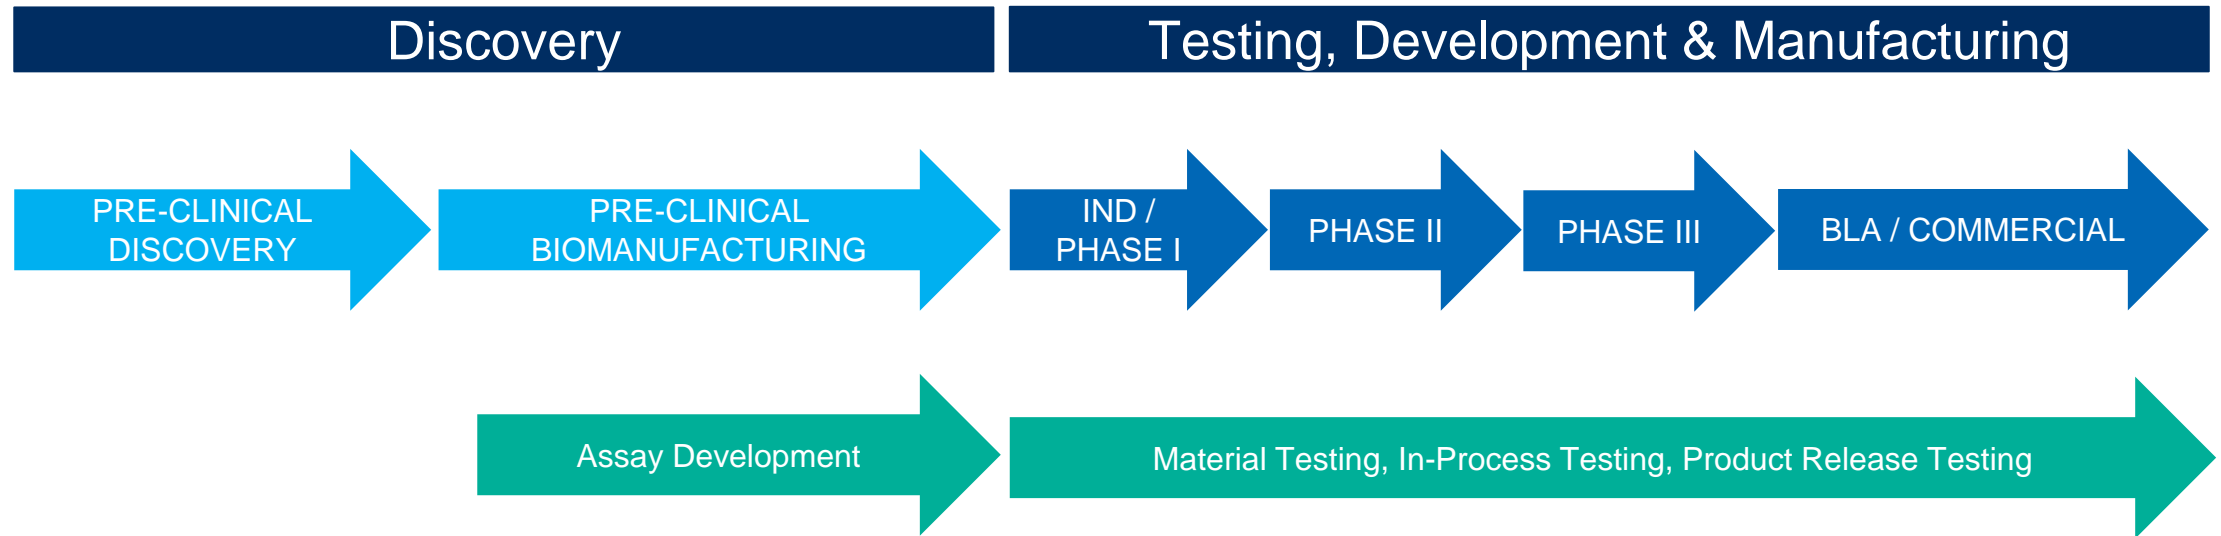 Discovery
Testing, Development & Manufacturing
PRE-CLINICAL
DISCOVERY
PRE-CLINICAL
BIOMANUFACTURING
IND /
PHASE I
PHASE II
PHASE III
BLA / COMMERCIAL
Assay Development
Material Testing, In-Process Testing, Product Release Testing